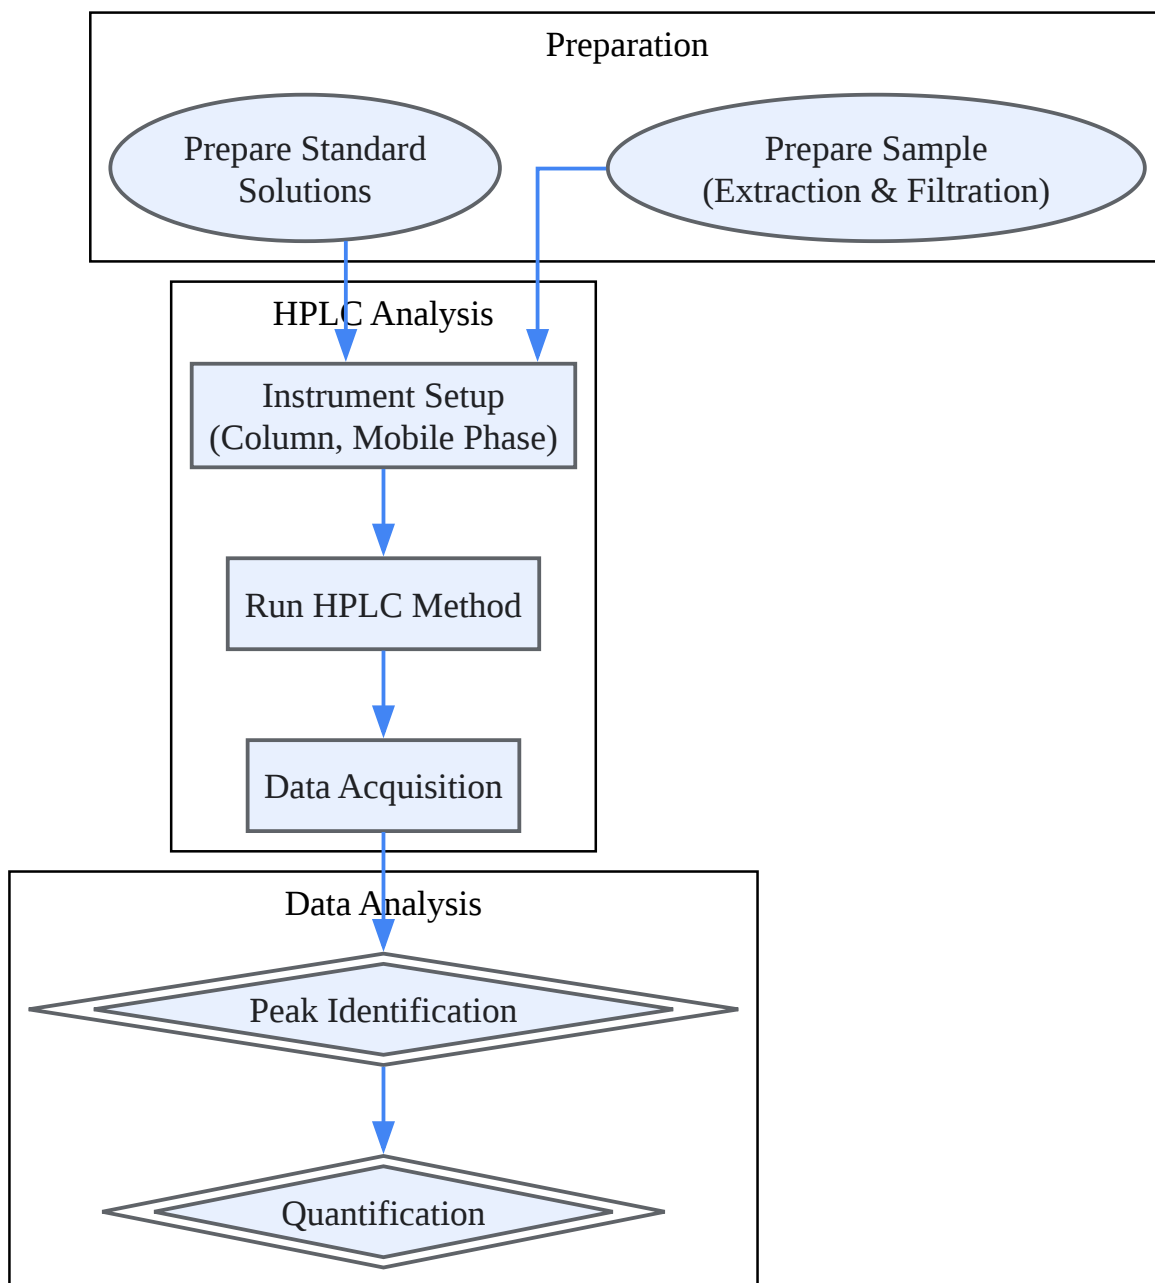 Preparation
Prepare Standard
Solutions
Prepare Sample
(Extraction & Filtration)
HPLC Analysis
Instrument Setup
(Column, Mobile Phase)
Run HPLC Method
Data Acquisition
Data Analysis
Peak Identification
Quantification